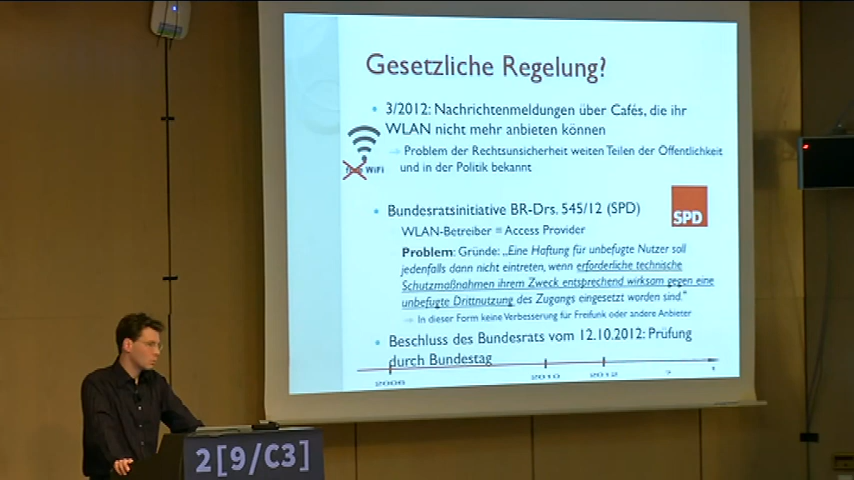 Gesetzliche Regelung?
• 3/2012: Nachrichtenmeldungen über Cafés, die ihr
WLAN nicht mehr anbieten können
free WiFi
→ Problem der Rechtsunsicherheit weiten Teilen der Öffentlichkeit
und in der Politik bekannt
• Bundesratsinitiative BR-Drs. 545/12 (SPD)
SPD
WLAN-Betreiber = Access Provider
Problem: Gründe: „Eine Haftung für unbefugte Nutzer soll
jedenfalls dann nicht eintreten, wenn erforderliche technische
Schutzmaßnahmen ihrem Zweck entsprechend wirksam gegen eine
unbefugte Drittnutzung des Zugangs eingesetzt worden sind."
→ In dieser Form keine Verbesserung für Freifunk oder andere Anbieter
• Beschluss des Bundesrats vom 12.10.2012: Prüfung
durch Bundestag
2006 2010 2012 ?
2[9/C3]